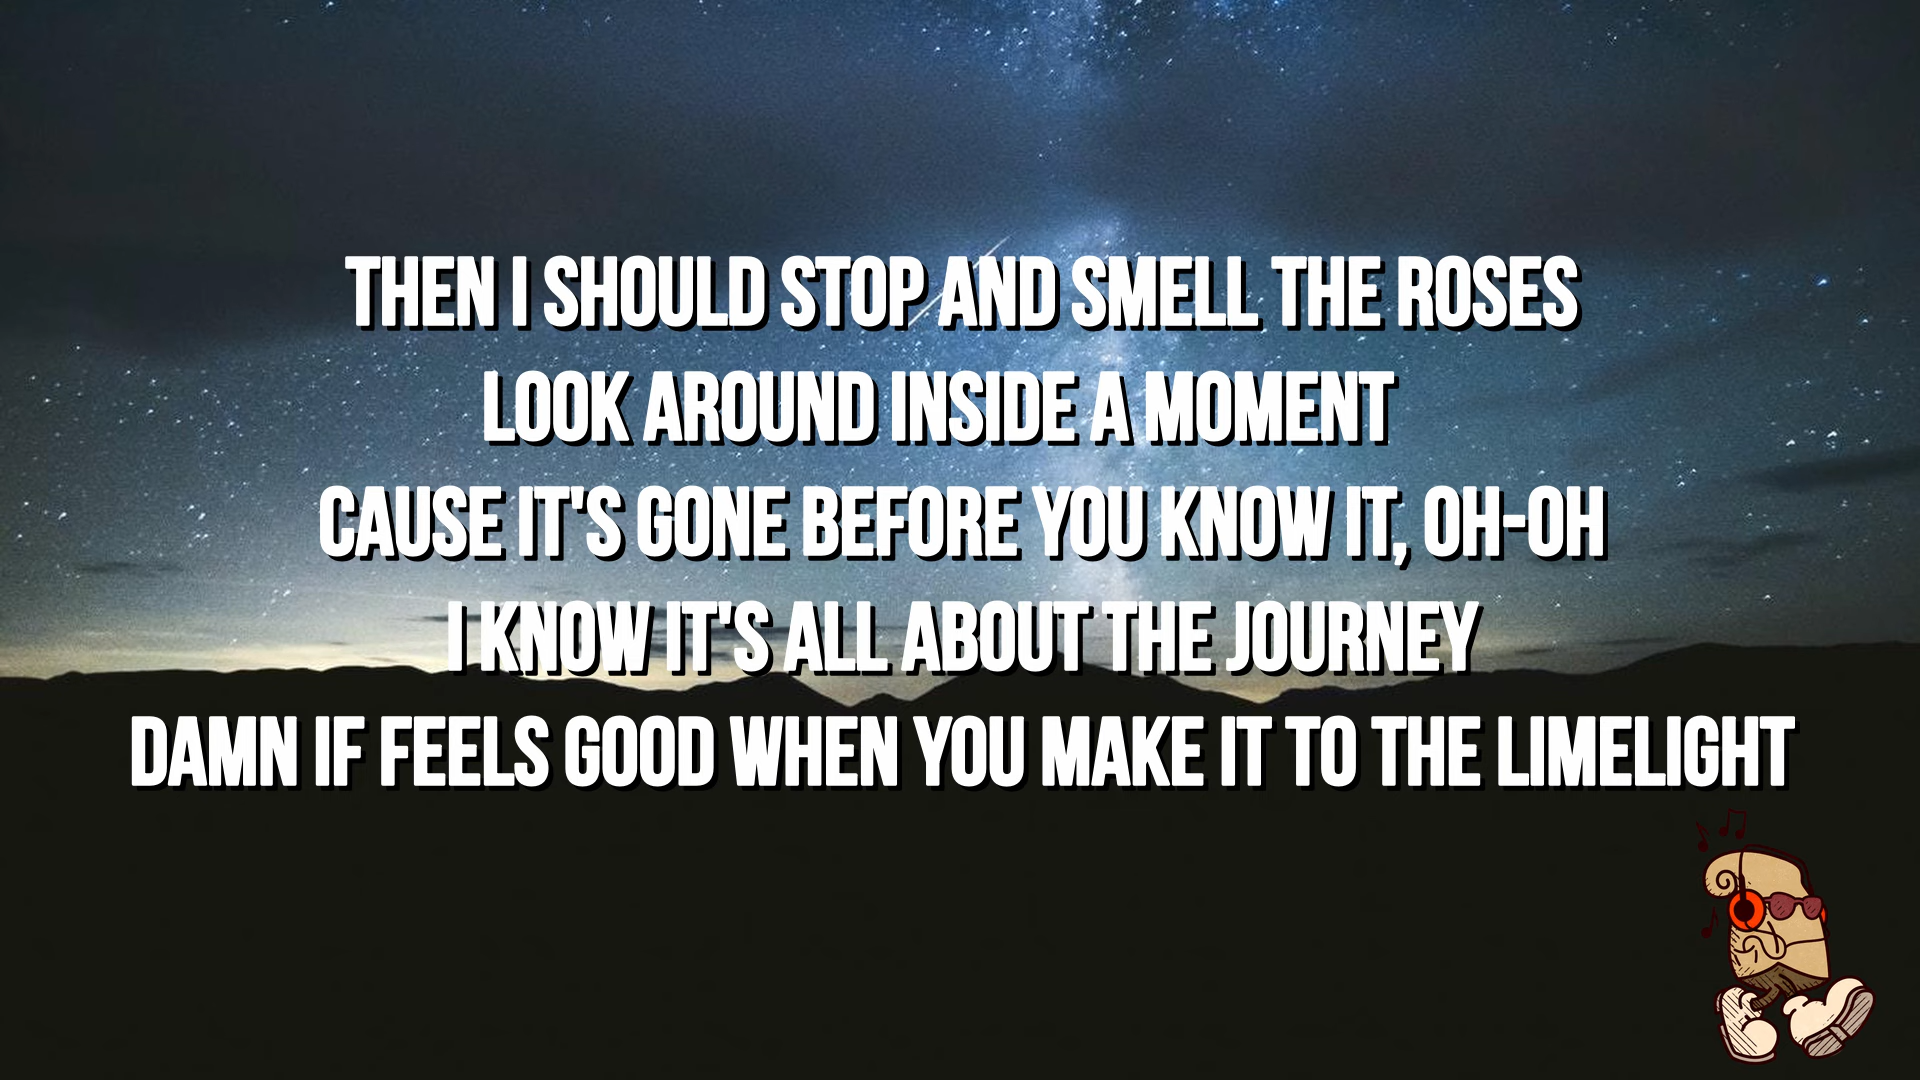 THEN I SHOULD STOP AND SMELL THE ROSES
LOOK AROUND INSIDE A MOMENT
CAUSE IT'S GONE BEFORE YOU KNOW IT, OH-OH
I KNOW IT'S ALL ABOUT THE JOURNEY
DAMN IF FEELS GOOD WHEN YOU MAKE IT TO THE LIMELIGHT